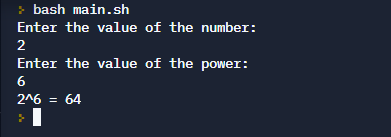 > bash main.sh
Enter the value of the number:
2
Enter the value of the power:
6
2^6 = 64
>